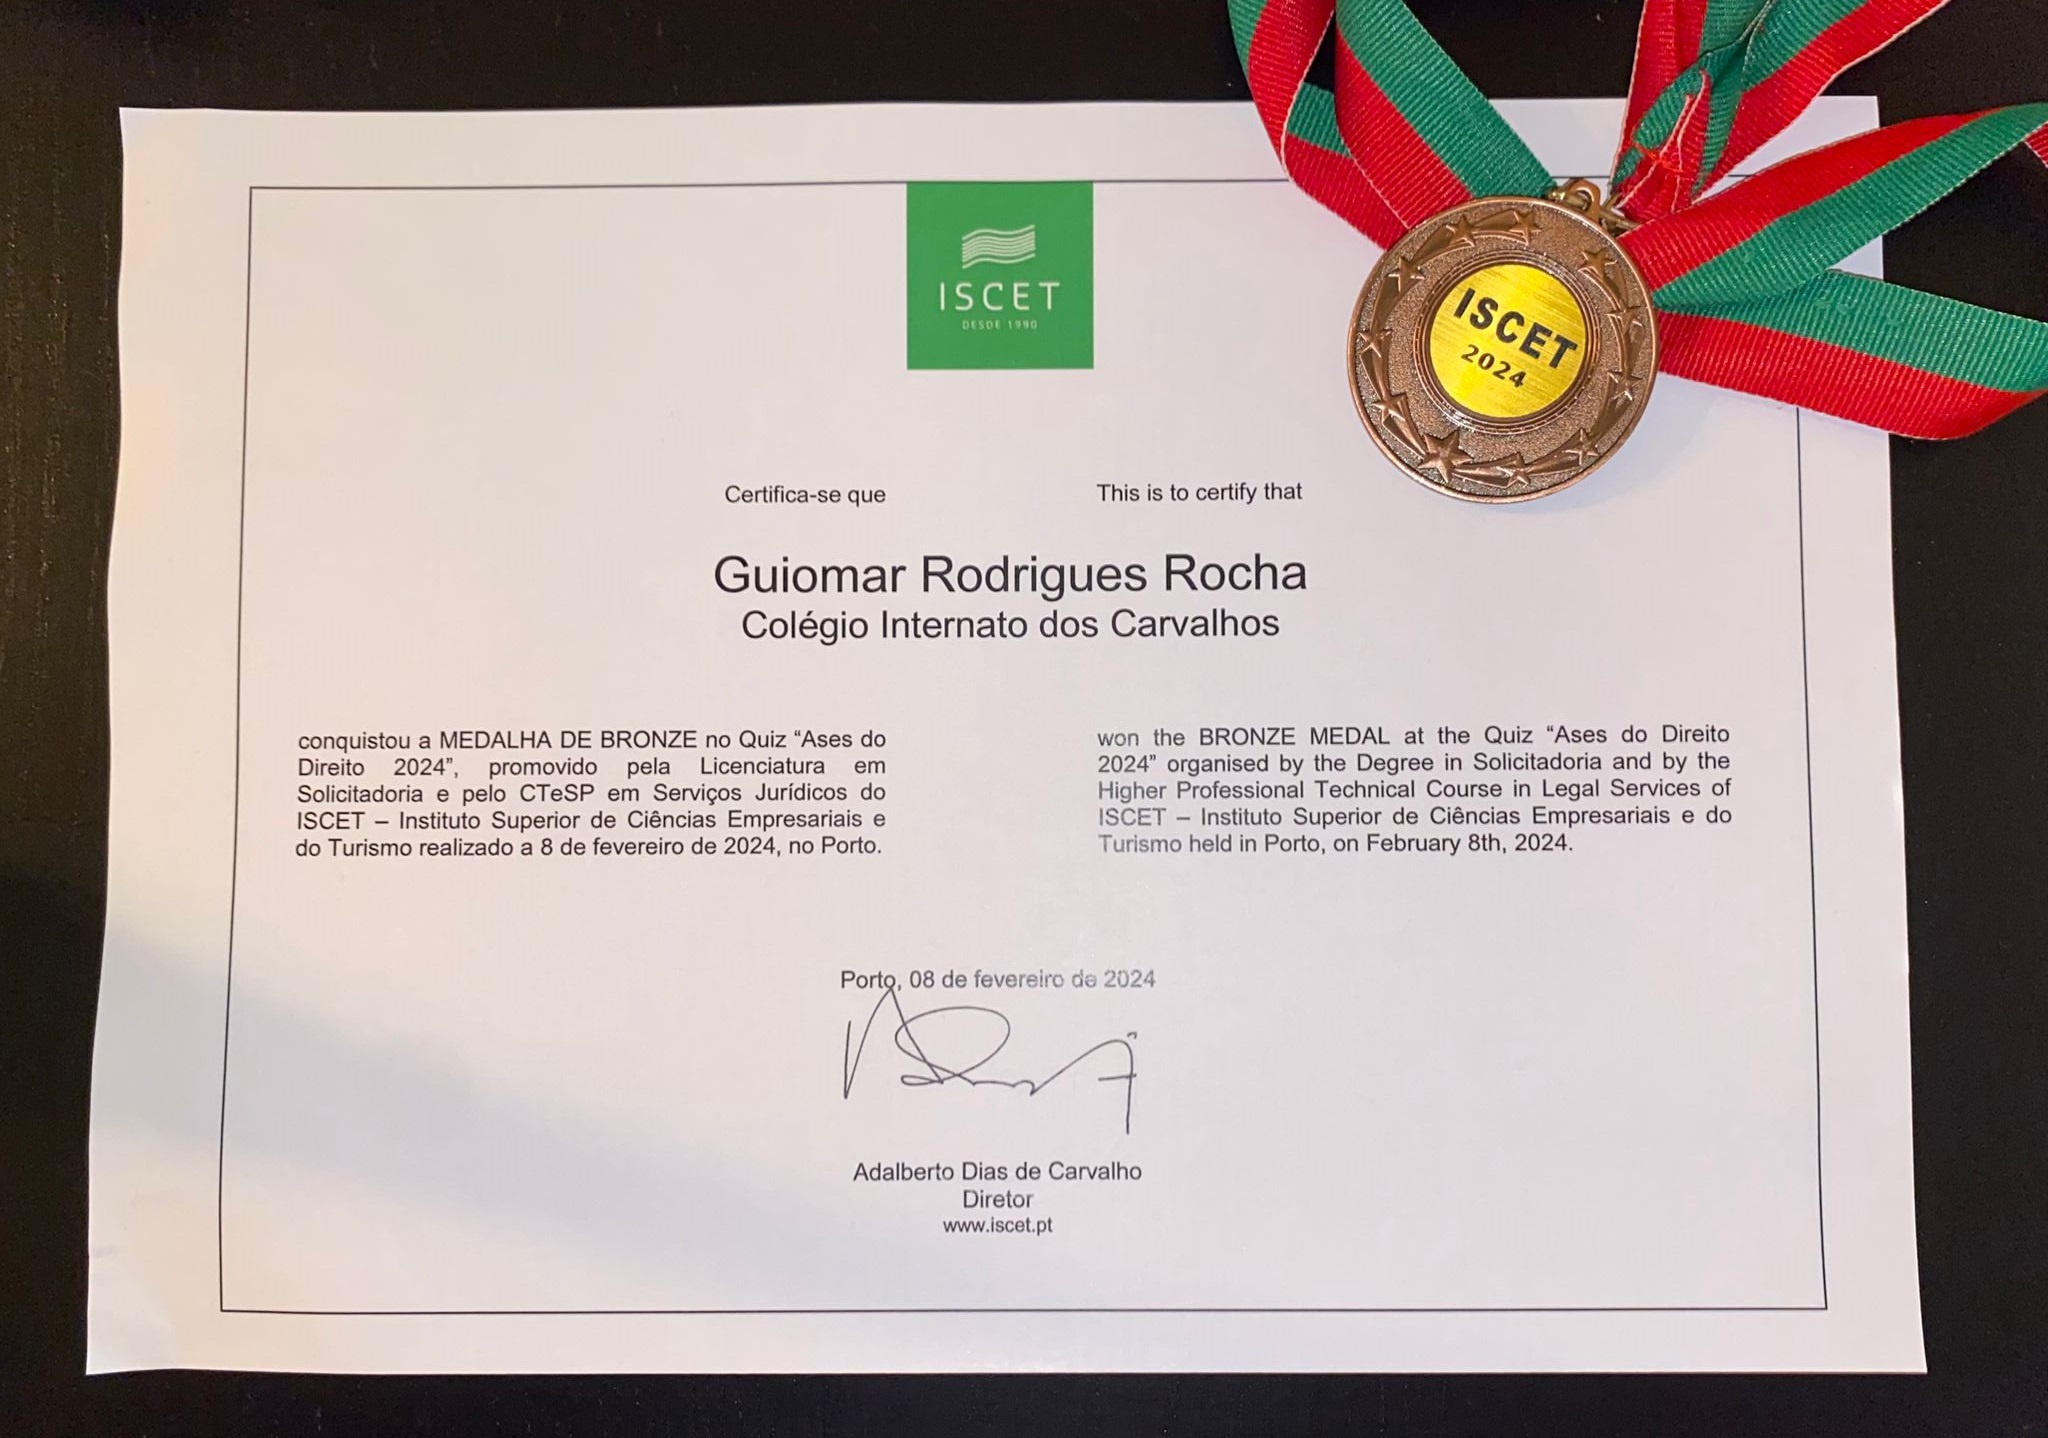 ISCET
DESDE 1990
ISCET
2024
Certifica-se que
This is to certify that
Guiomar Rodrigues Rocha
Colégio Internato dos Carvalhos
conquistou a MEDALHA DE BRONZE no Quiz “Ases do
Direito 2024”, promovido pela Licenciatura em
Solicitadoria e pelo CTeSP em Serviços Jurídicos do
ISCET – Instituto Superior de Ciências Empresariais e
do Turismo realizado a 8 de fevereiro de 2024, no Porto.
won the BRONZE MEDAL at the Quiz “Ases do Direito
2024” organised by the Degree in Solicitadoria and by the
Higher Professional Technical Course in Legal Services of
ISCET – Instituto Superior de Ciências Empresariais e do
Turismo held in Porto, on February 8th, 2024.
Porto, 08 de fevereiro de 2024
Adalberto Dias de Carvalho
Diretor
www.iscet.pt